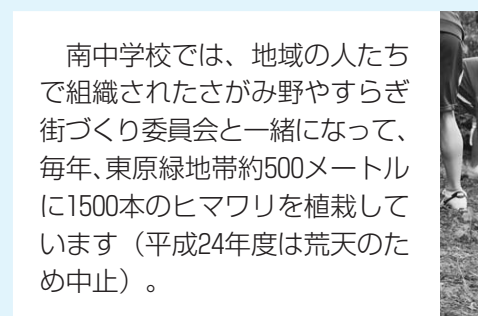 南中学校では、地域の人たち
で組織されたさがみ野やすらぎ
街づくり委員会と一緒になって、
毎年、東原緑地帯約500メートル
に1500本のヒマワリを植栽して
います（平成24年度は荒天のた
め中止）。